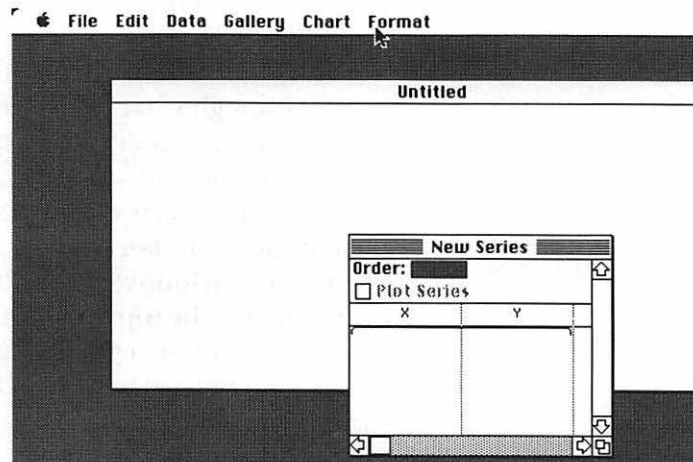 File Edit Data Gallery Chart Format
Untitled
New Series
Order:
Plot Series
X Y